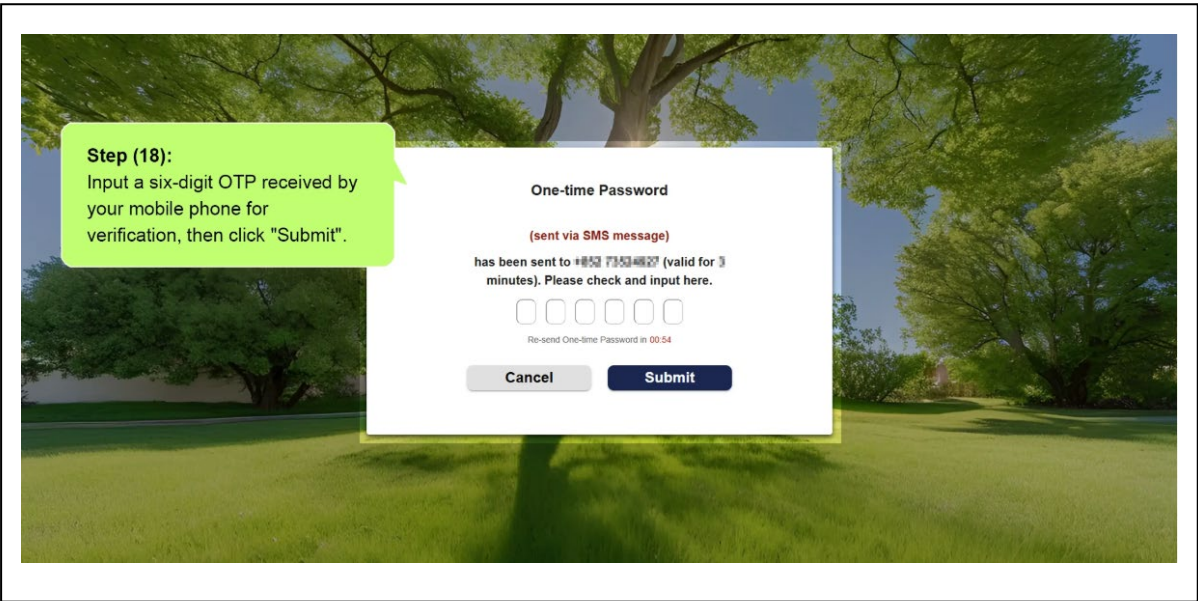 Step (18):
Input a six-digit OTP received by
your mobile phone for
verification, then click "Submit".
One-time Password
(sent via SMS message)
has been sent to (valid for
minutes). Please check and input here.
Re-send One-time Password in 00:54
Cancel
Submit